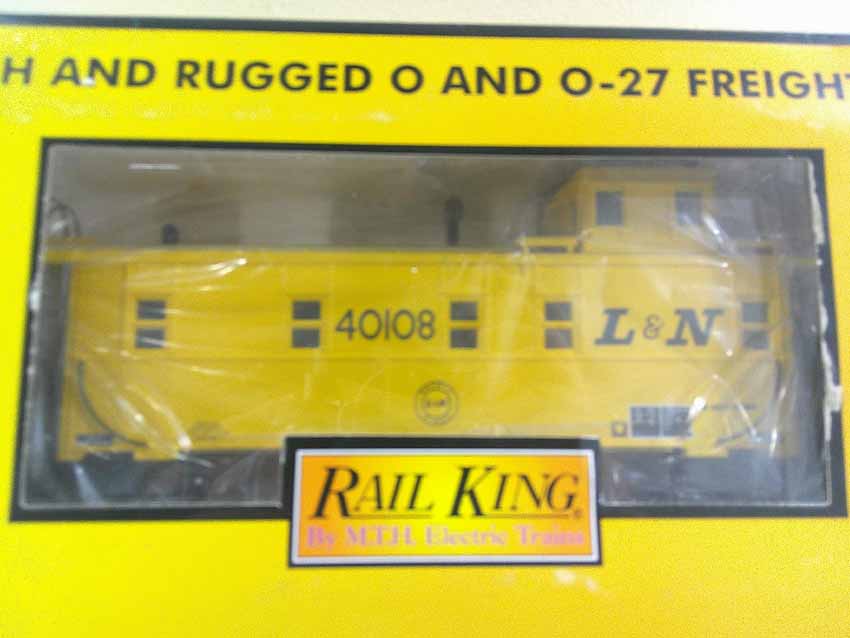 H AND RUGGED O AND O-27 FREIGHT
40108 L & N
RAIL KING®
By M.T.H. Electric Trains